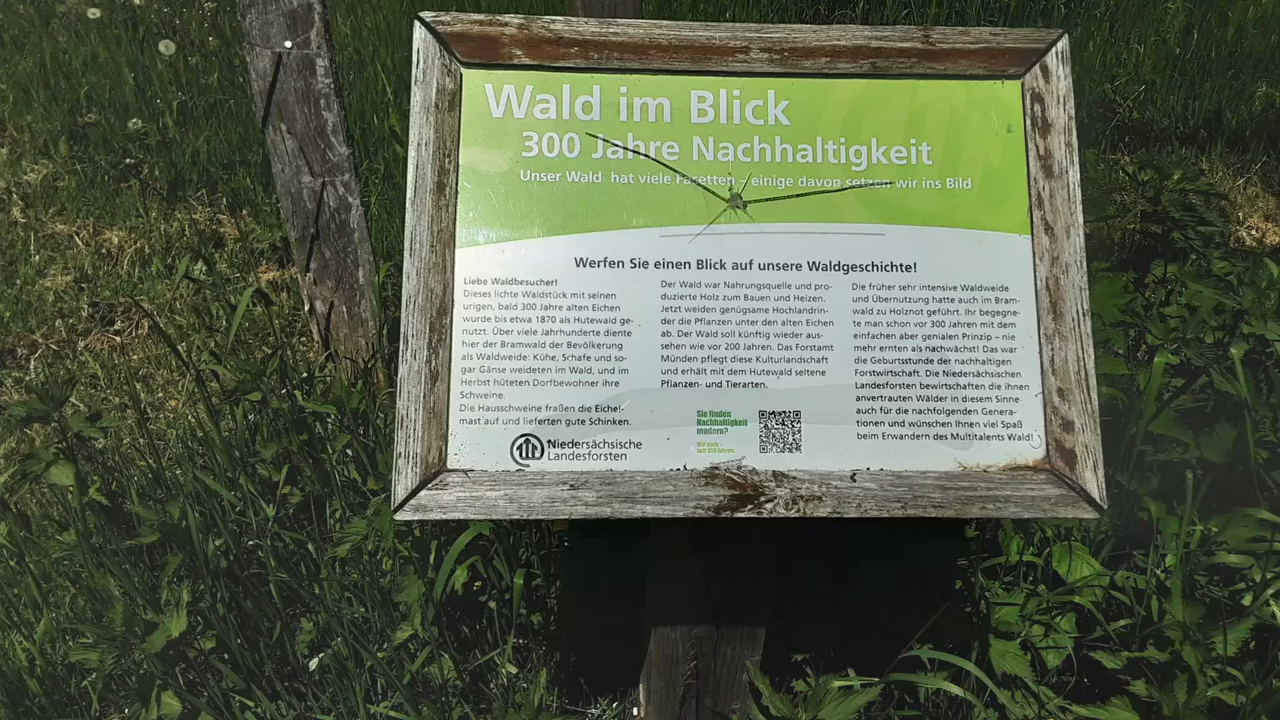 Wald im Blick
300 Jahre Nachhaltigkeit
Unser Wald hat viele Facetten - einige davon setzen wir ins Bild
Werfen Sie einen Blick auf unsere Waldgeschichte!
Liebe Waldbesucher!
Dieses lichte Waldstück mit seinen
urigen, bald 300 Jahre alten Eichen
wurde bis etwa 1870 als Hutewald ge-
nutzt. Über viele Jahrhunderte diente
hier der Bramwald der Bevölkerung
als Waldweide: Kühe, Schafe und so-
gar Gänse weideten im Wald, und im
Herbst hüteten Dorfbewohner ihre
Schweine.
Die Hausschweine fraßen die Eichel-
mast auf und lieferten gute Schinken.
Der Wald war Nahrungsquelle und pro-
duzierte Holz zum Bauen und Heizen.
Jetzt weiden genügsame Hochlandrin-
der die Pflanzen unter den alten Eichen
ab. Der Wald soll künftig wieder aus-
sehen wie vor 200 Jahren. Das Forstamt
Münden pflegt diese Kulturlandschaft
und erhält mit dem Hutewald seltene
Pflanzen- und Tierarten.
Die früher sehr intensive Waldweide
und Übernutzung hatte auch im Bram-
wald zu Holznot geführt. Ihr begegne-
te man schon vor 300 Jahren mit dem
einfachen aber genialen Prinzip – nie
mehr ernten als nachwächst! Das war
die Geburtsstunde der nachhaltigen
Forstwirtschaft. Die Niedersächsischen
Landesforsten bewirtschaften die ihnen
anvertrauten Wälder in diesem Sinne
auch für die nachfolgenden Genera-
tionen und wünschen Ihnen viel Spaß
beim Erwandern des Multitalents Wald!
Niedersächsische
Landesforsten
Sie finden
Nachhaltigkeit
modern?
Wir auch –
seit 300 Jahren.